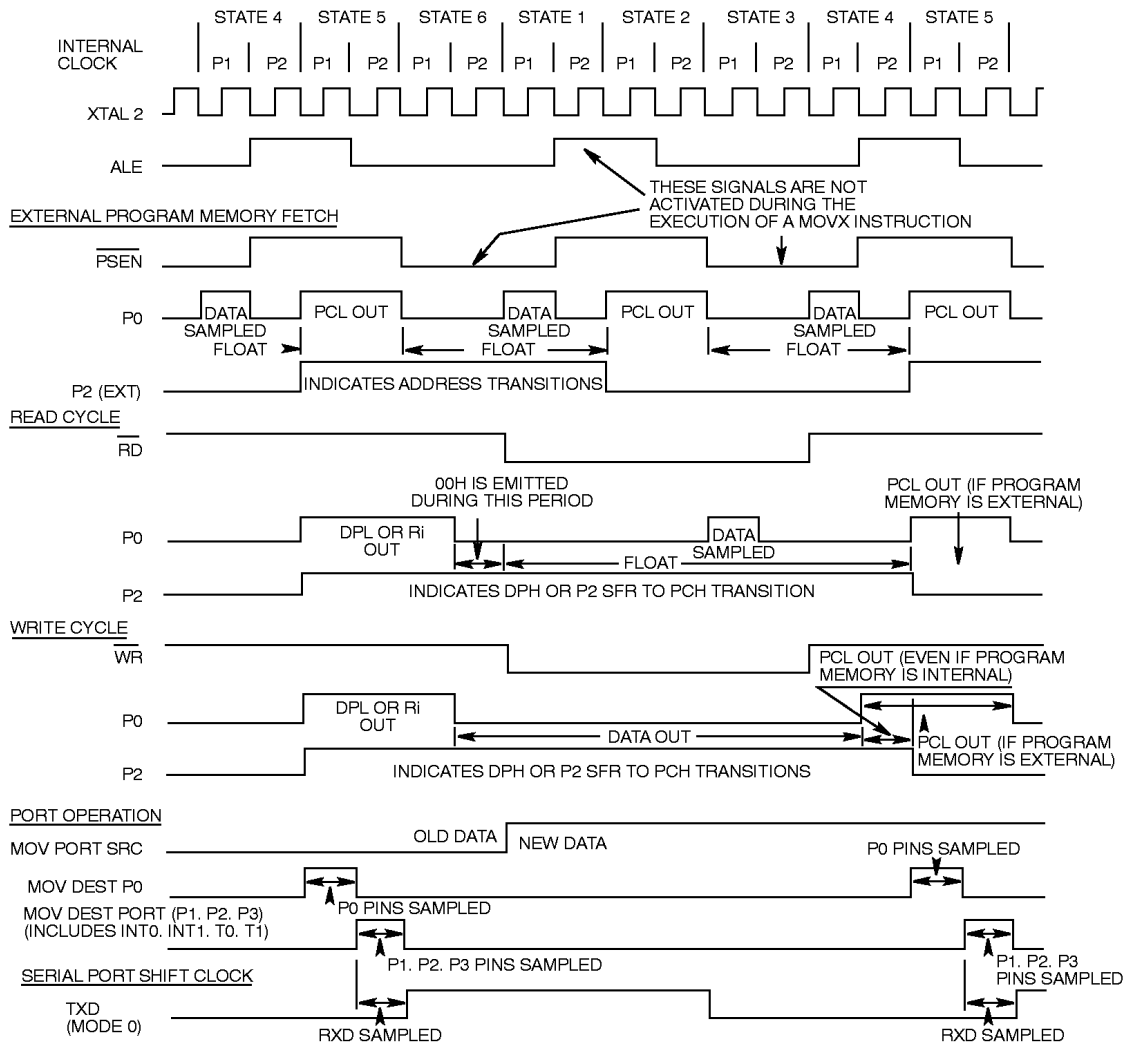 STATE 4 STATE 5 STATE 6 STATE 1 STATE 2 STATE 3 STATE 4 STATE 5
INTERNAL
CLOCK
P1 P2 P1 P2 P1 P2 P1 P2 P1 P2 P1 P2 P1 P2 P1 P2
XTAL 2
ALE
THESE SIGNALS ARE NOT
ACTIVATED DURING THE
EXECUTION OF A MOVX INSTRUCTION
EXTERNAL PROGRAM MEMORY FETCH
PSEN
P0
DATA PCL OUT DATA PCL OUT DATA PCL OUT
SAMPLED SAMPLED SAMPLED
FLOAT FLOAT FLOAT
P2 (EXT)
INDICATES ADDRESS TRANSITIONS
READ CYCLE
RD
00H IS EMITTED
DURING THIS PERIOD
PCL OUT (IF PROGRAM
MEMORY IS EXTERNAL)
P0
DPL OR Ri
OUT
DATA
SAMPLED
FLOAT
P2
INDICATES DPH OR P2 SFR TO PCH TRANSITION
WRITE CYCLE
WR
PCL OUT (EVEN IF PROGRAM
MEMORY IS INTERNAL)
P0
DPL OR Ri
OUT
DATA OUT
PCL OUT (IF PROGRAM
MEMORY IS EXTERNAL)
P2
INDICATES DPH OR P2 SFR TO PCH TRANSITIONS
PORT OPERATION
MOV PORT SRC
OLD DATA NEW DATA
P0 PINS SAMPLED
MOV DEST P0
P0 PINS SAMPLED
MOV DEST PORT (P1. P2. P3)
(INCLUDES INT0. INT1. T0. T1)
P1. P2. P3 PINS SAMPLED
P1. P2. P3
PINS SAMPLED
SERIAL PORT SHIFT CLOCK
TXD
(MODE 0)
RXD SAMPLED
RXD SAMPLED